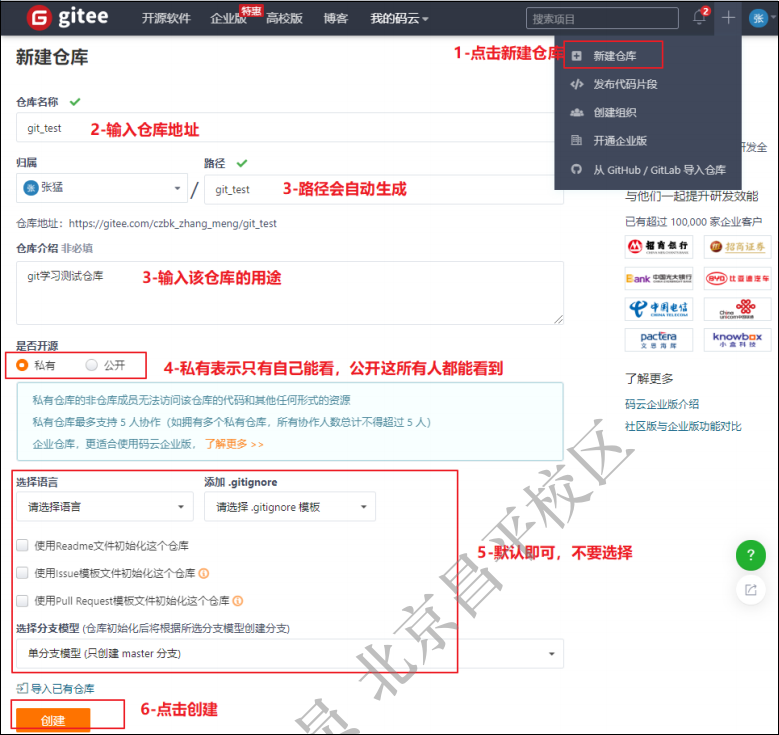 gitee
开源软件 企业版 特惠 高校版 博客 我的码云
搜索项目
2
张
1-点击新建仓库
新建仓库
发布代码片段
创建组织
开通企业版
从 GitHub / GitLab 导入仓库
新建仓库
仓库名称
git_test
2-输入仓库地址
归属
路径
张 张猛
/
git_test
3-路径会自动生成
仓库地址：https://gitee.com/czbk_zhang_meng/git_test
仓库介绍 非必填
git学习测试仓库
3-输入该仓库的用途
是否开源
私有 公开
4-私有表示只有自己能看，公开这所有人都能看到
私有仓库的非仓库成员无法访问该仓库的代码和其他任何形式的资源
私有仓库最多支持 5 人协作（如拥有多个私有仓库，所有协作人数总计不得超过 5 人）
企业仓库，更适合使用码云企业版，了解更多 >>
选择语言
添加 .gitignore
请选择语言
请选择 .gitignore 模板
使用Readme文件初始化这个仓库
使用Issue模板文件初始化这个仓库
使用Pull Request模板文件初始化这个仓库
5-默认即可，不要选择
选择分支模型 (仓库初始化后将根据所选分支模型创建分支)
单分支模型 (只创建 master 分支)
导入已有仓库
创建
6-点击创建
研发全
与他们一起提升研发效能
已有超过 100,000 家企业客户
招商银行
招商证券
Bank 中国光大银行
BYD 比亚迪汽车
中国电信
CHINA TELECOM
China
unicom中国联通
pactera
文思海辉
knowbox
小盒科技
了解更多
码云企业版介绍
社区版与企业版功能对比
?
员 北京昌平校区